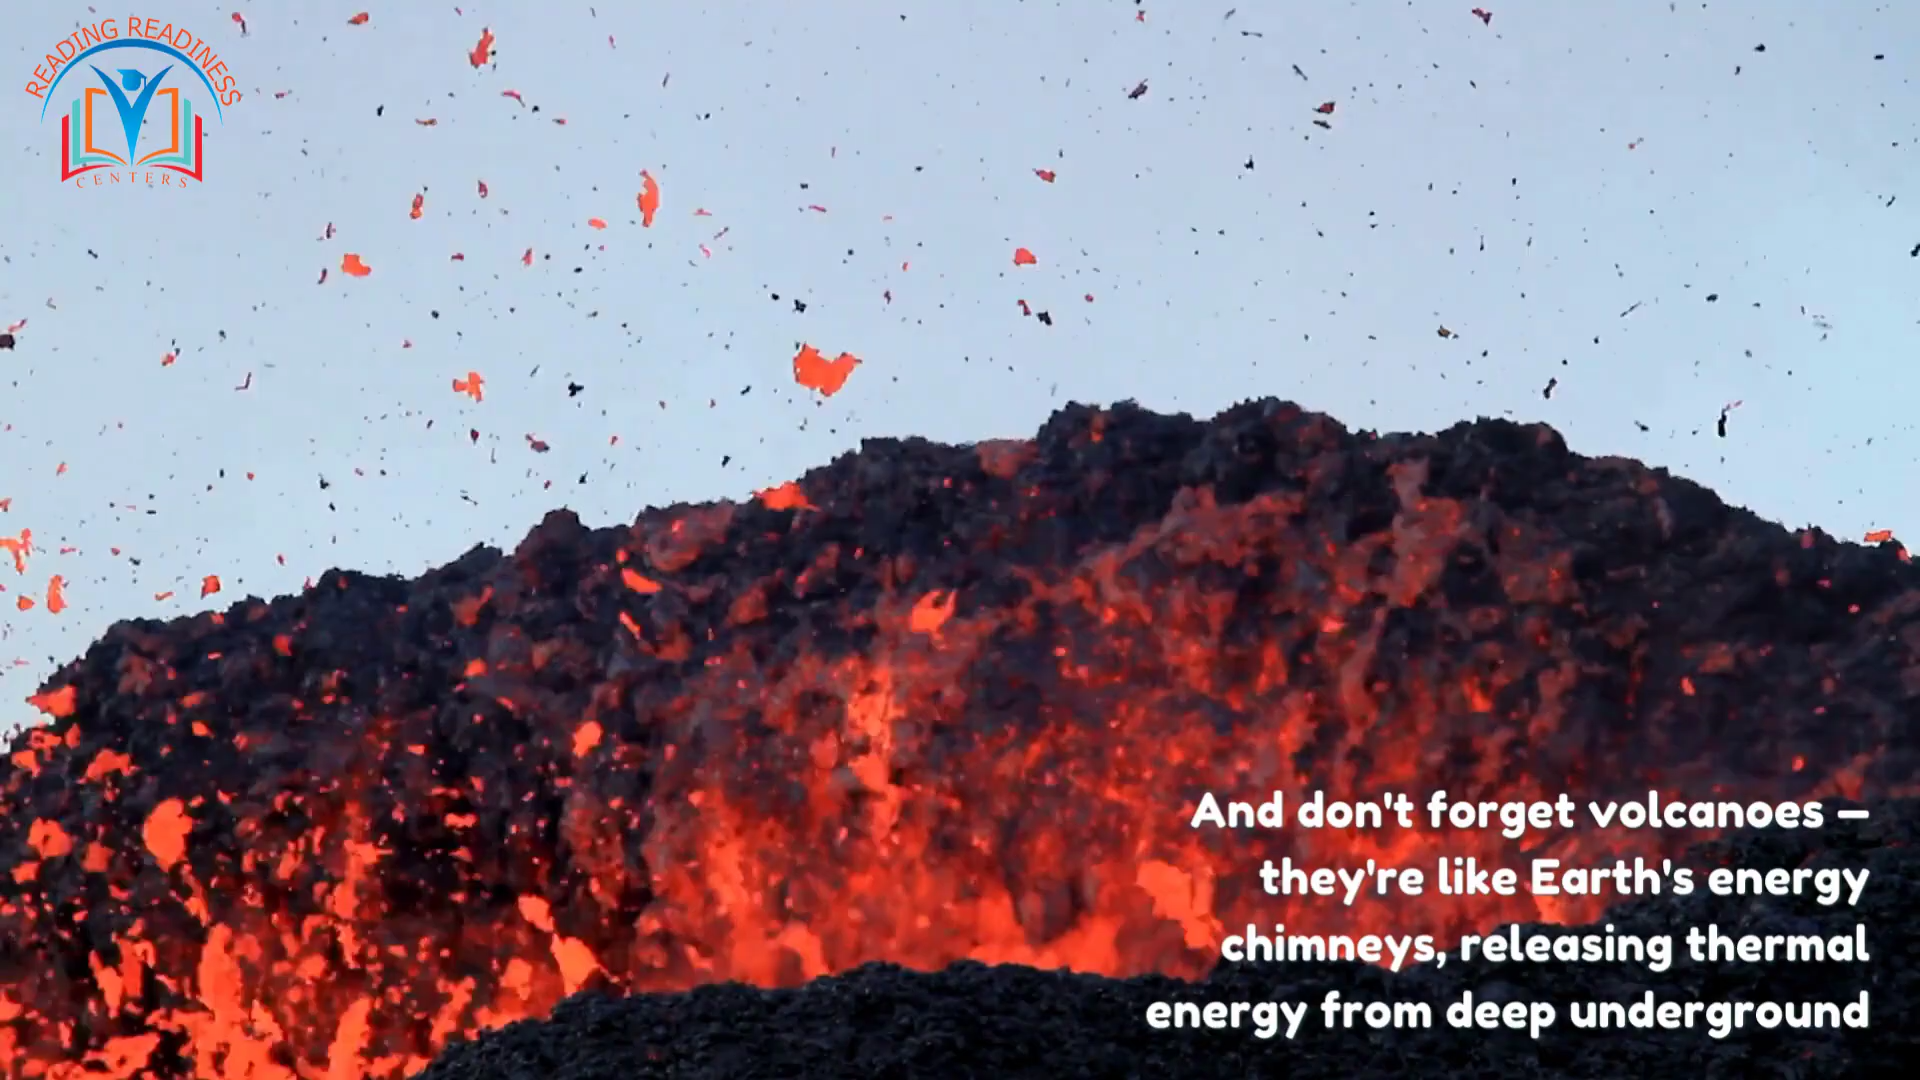 READING READINESS
CENTERS
And don't forget volcanoes —
they're like Earth's energy
chimneys, releasing thermal
energy from deep underground